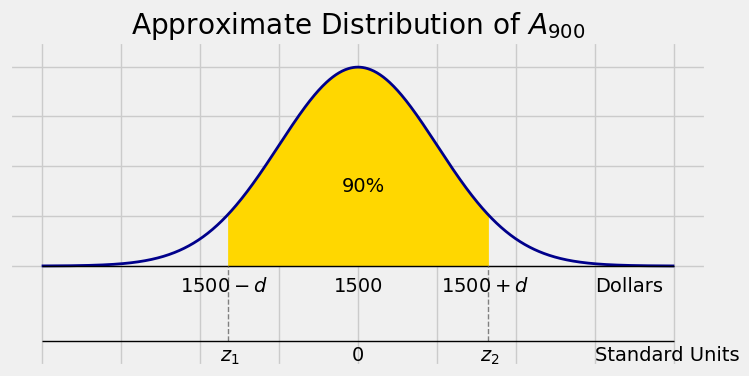 Approximate Distribution of A₉₀₀
90%
1500 − d 1500 1500 + d Dollars
z₁ 0 z₂ Standard Units